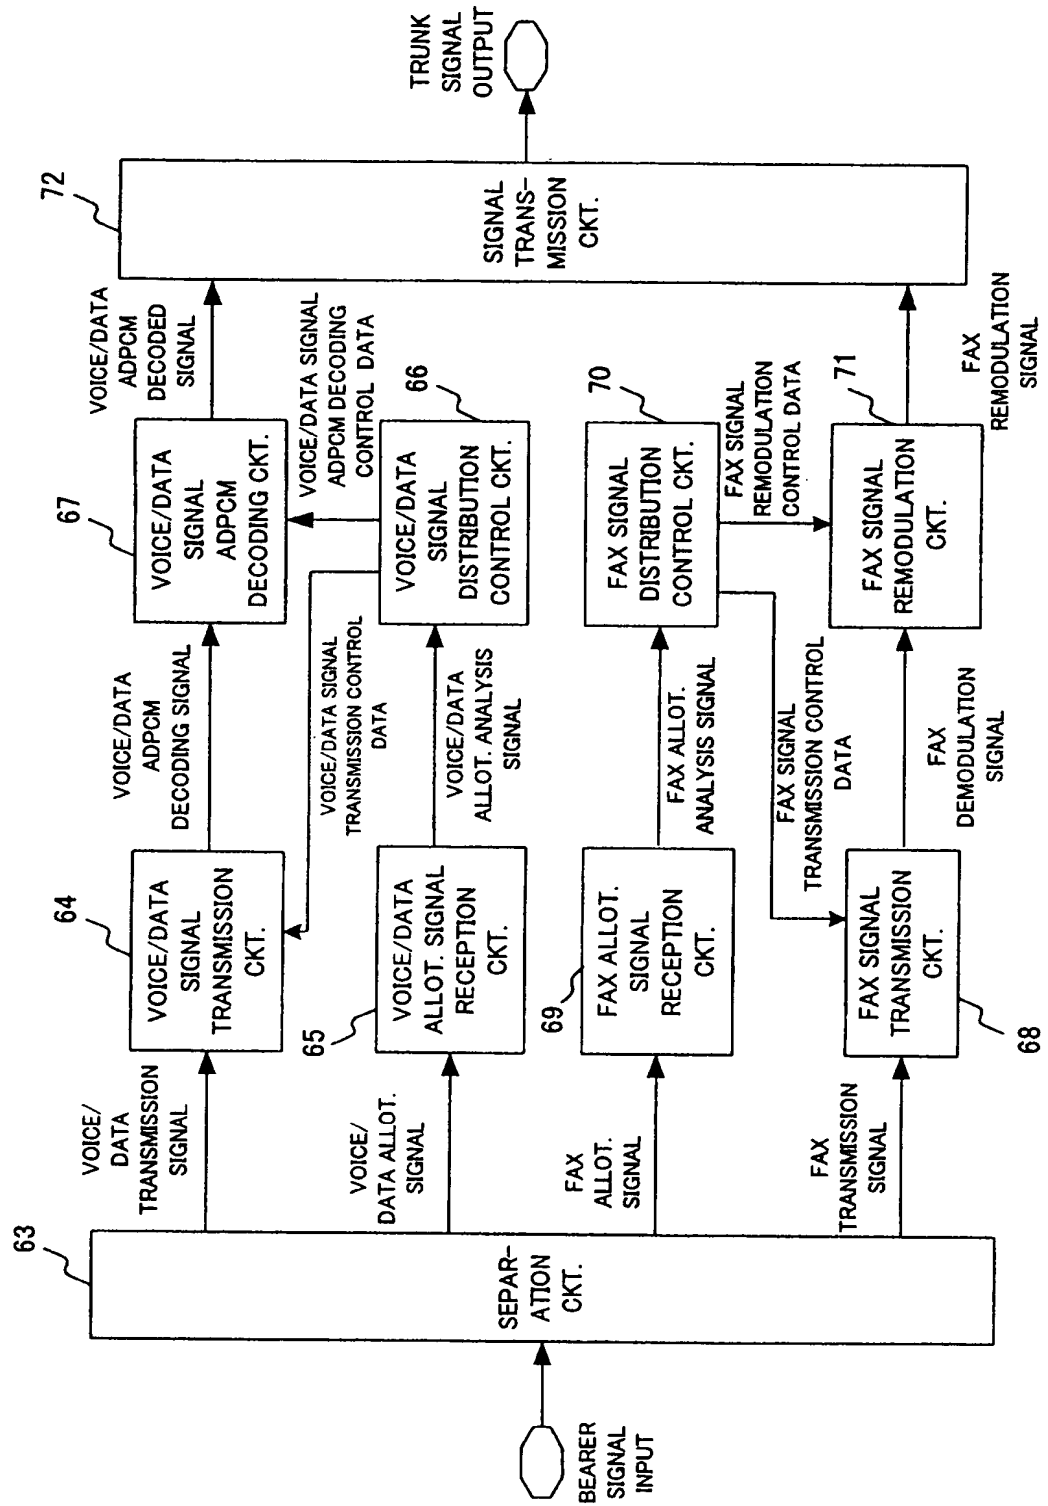 BEARER
SIGNAL
INPUT
63
SEPAR-
ATION
CKT.
VOICE/
DATA
TRANSMISSION
SIGNAL
VOICE/
DATA ALLOT.
SIGNAL
FAX
ALLOT.
SIGNAL
FAX
TRANSMISSION
SIGNAL
64
VOICE/DATA
SIGNAL
TRANSMISSION
CKT.
65
VOICE/DATA
ALLOT. SIGNAL
RECEPTION
CKT.
69
FAX ALLOT.
SIGNAL
RECEPTION
CKT.
68
FAX SIGNAL
TRANSMISSION
CKT.
VOICE/DATA
ADPCM
DECODING SIGNAL
VOICE/DATA SIGNAL
TRANSMISSION CONTROL
DATA
VOICE/DATA
ALLOT. ANALYSIS
SIGNAL
FAX ALLOT.
ANALYSIS SIGNAL
FAX SIGNAL
TRANSMISSION CONTROL
DATA
FAX
DEMODULATION
SIGNAL
67
VOICE/DATA
SIGNAL
ADPCM
DECODING CKT.
66
VOICE/DATA
SIGNAL
DISTRIBUTION
CONTROL CKT.
70
FAX SIGNAL
DISTRIBUTION
CONTROL CKT.
71
FAX SIGNAL
REMODULATION
CKT.
VOICE/DATA
ADPCM
DECODED
SIGNAL
VOICE/DATA SIGNAL
ADPCM DECODING
CONTROL DATA
FAX SIGNAL
REMODULATION
CONTROL DATA
FAX
REMODULATION
SIGNAL
72
SIGNAL
TRANS-
MISSION
CKT.
TRUNK
SIGNAL
OUTPUT